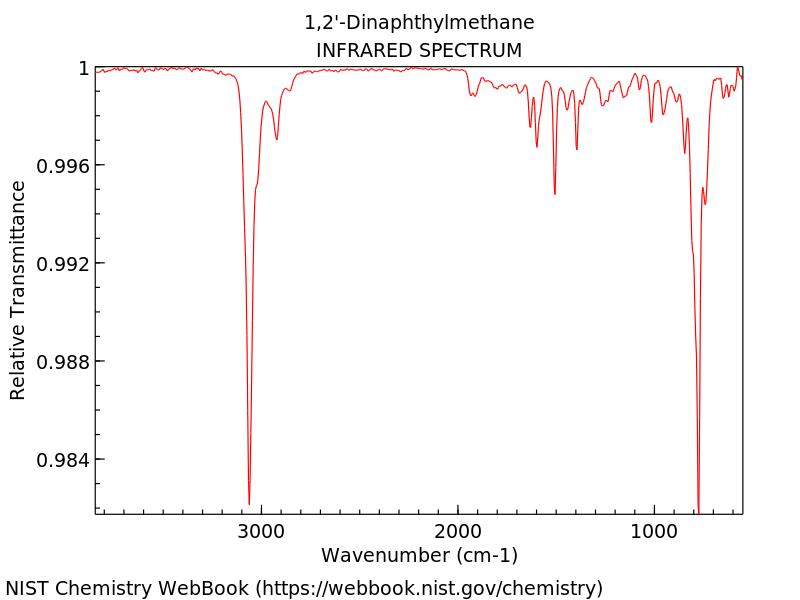 1,2'-Dinaphthylmethane
INFRARED SPECTRUM
1
0.996
0.992
0.988
0.984
Relative Transmittance
3000 2000 1000
Wavenumber (cm-1)
NIST Chemistry WebBook (https://webbook.nist.gov/chemistry)